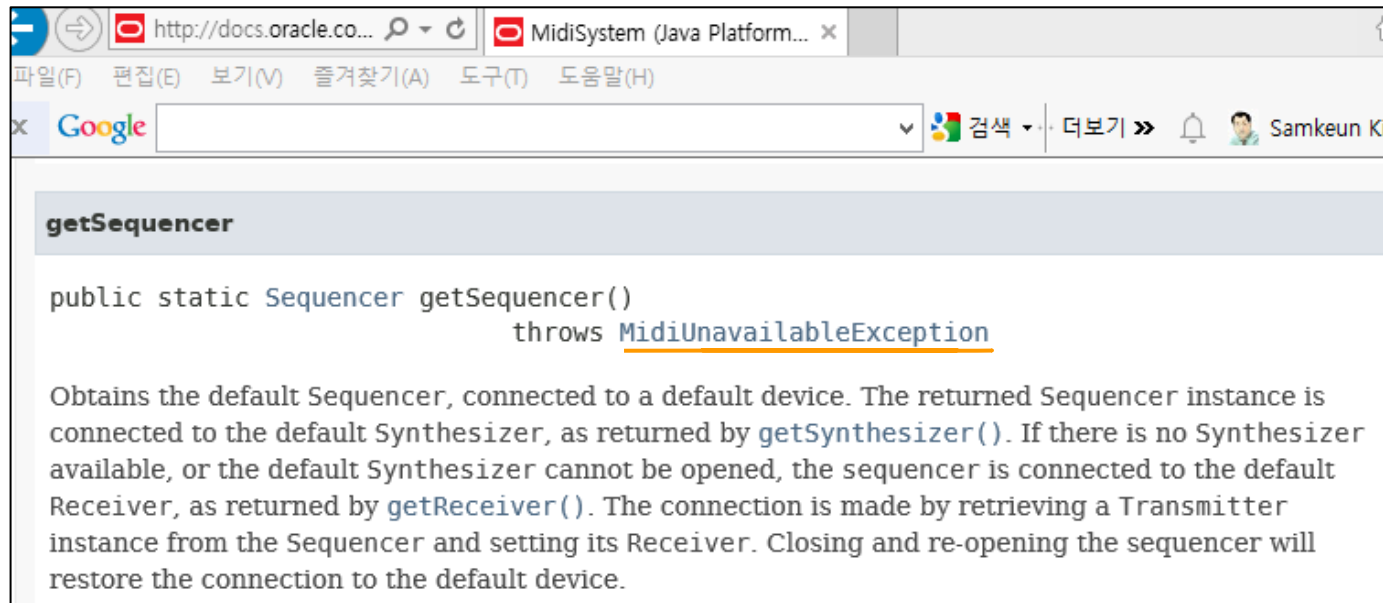 http://docs.oracle.co... MidiSystem (Java Platform...
파일(F) 편집(E) 보기(V) 즐겨찾기(A) 도구(T) 도움말(H)
x Google 검색 더보기 Samkeun
getSequencer
public static Sequencer getSequencer()
throws MidiUnavailableException
Obtains the default Sequencer, connected to a default device. The returned Sequencer instance is
connected to the default Synthesizer, as returned by getSynthesizer(). If there is no Synthesizer
available, or the default Synthesizer cannot be opened, the sequencer is connected to the default
Receiver, as returned by getReceiver(). The connection is made by retrieving a Transmitter
instance from the Sequencer and setting its Receiver. Closing and re-opening the sequencer will
restore the connection to the default device.